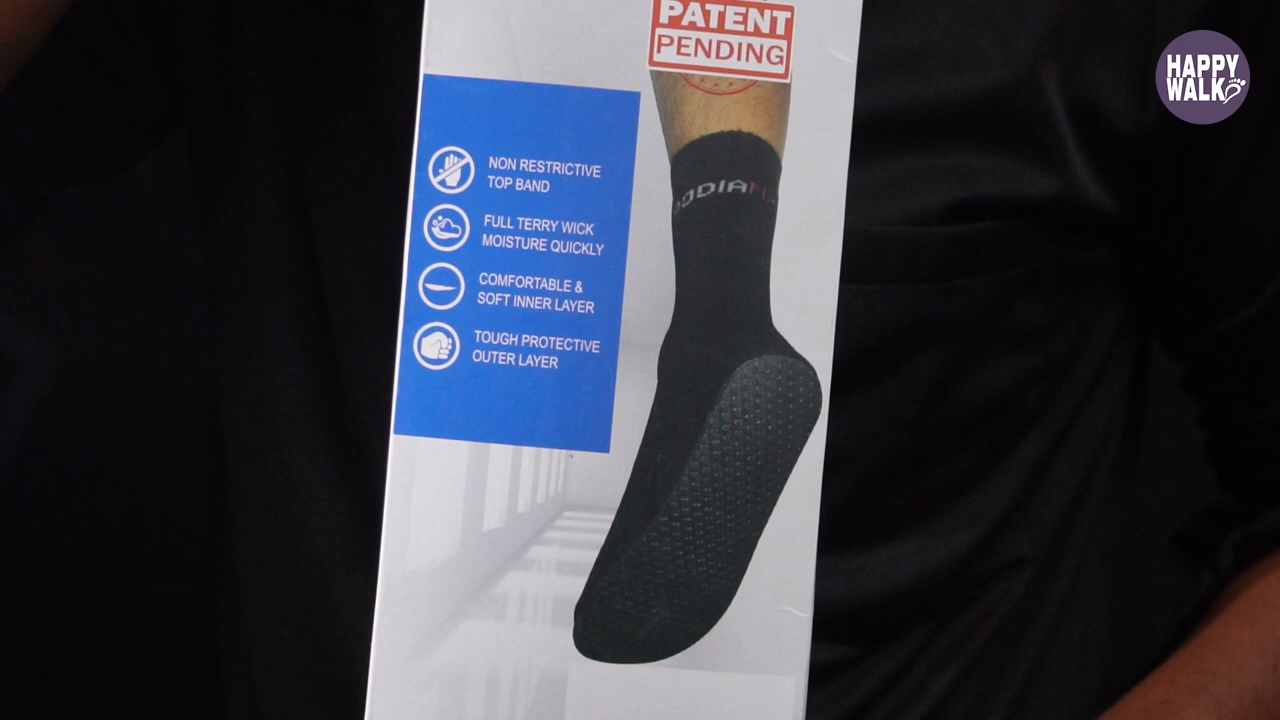 PATENT
PENDING
HAPPY
WALK
NON RESTRICTIVE
TOP BAND
FULL TERRY WICK
MOISTURE QUICKLY
COMFORTABLE &
SOFT INNER LAYER
TOUGH PROTECTIVE
OUTER LAYER